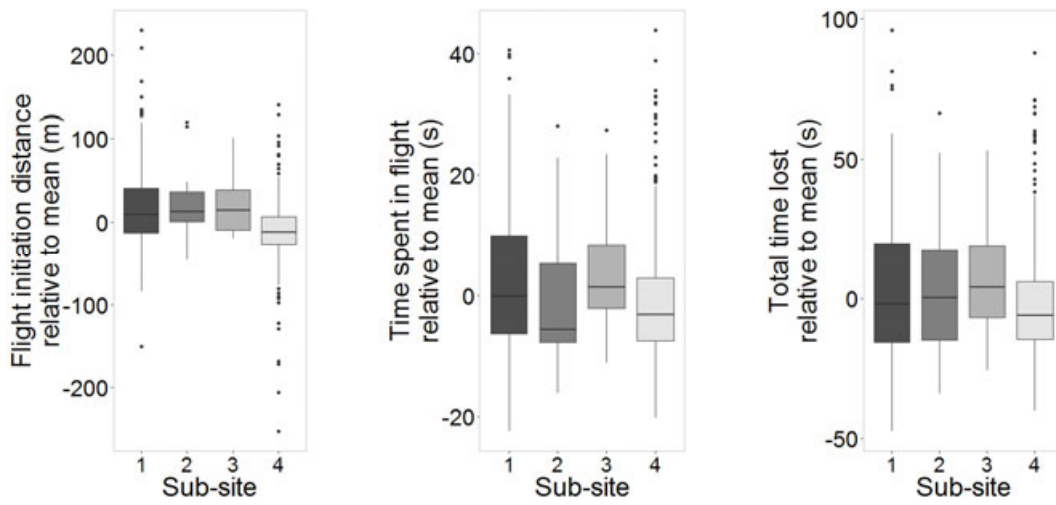 Flight initiation distance
relative to mean (m)
200
100
0
-100
-200
1 2 3 4
Sub-site
Time spent in flight
relative to mean (s)
40
20
0
-20
1 2 3 4
Sub-site
Total time lost
relative to mean (s)
100
50
0
-50
1 2 3 4
Sub-site